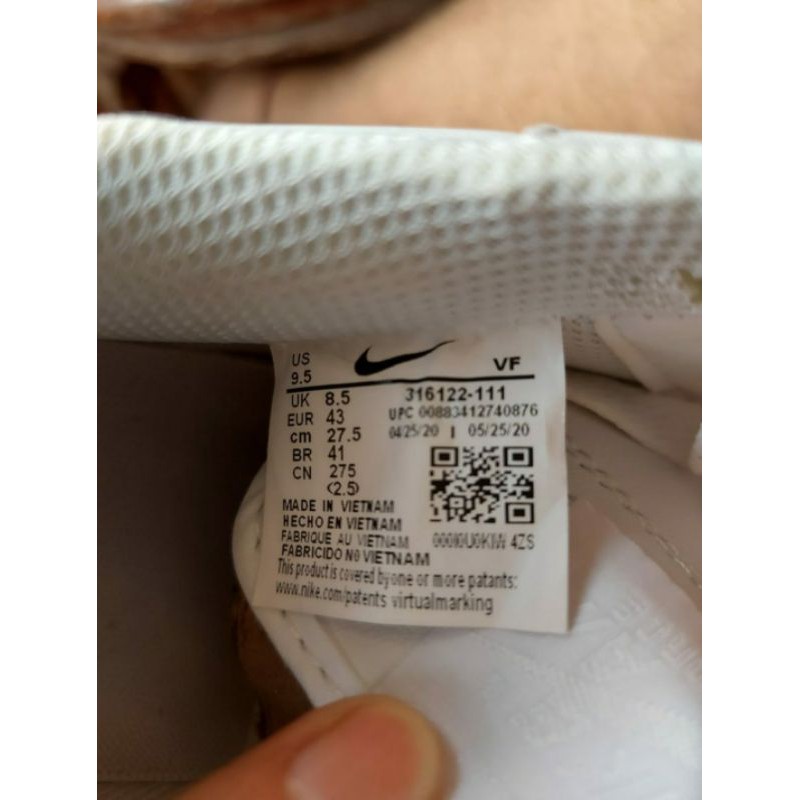 US
9.5
VF
UK 8.5
316122-111
EUR 43
UPC 00883412740876
cm 27.5
04/25/20 | 05/25/20
BR 41
CN 275
(2.5)
MADE IN VIETNAM
HECHO EN VIETNAM
FABRIQUE AU VIETNAM
FABRICIDO N0 VIETNAM
This product is covered by one or more patants:
www.nike.com/patents virtualmarking